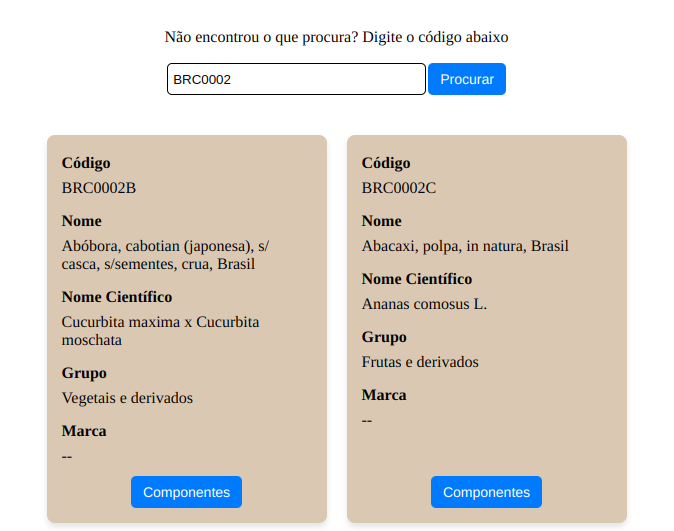 Não encontrou o que procura? Digite o código abaixo
BRC0002
Procurar
Código
BRC0002B
Nome
Abóbora, cabotian (japonesa), s/
casca, s/sementes, crua, Brasil
Nome Científico
Cucurbita maxima x Cucurbita
moschata
Grupo
Vegetais e derivados
Marca
--
Componentes
Código
BRC0002C
Nome
Abacaxi, polpa, in natura, Brasil
Nome Científico
Ananas comosus L.
Grupo
Frutas e derivados
Marca
--
Componentes